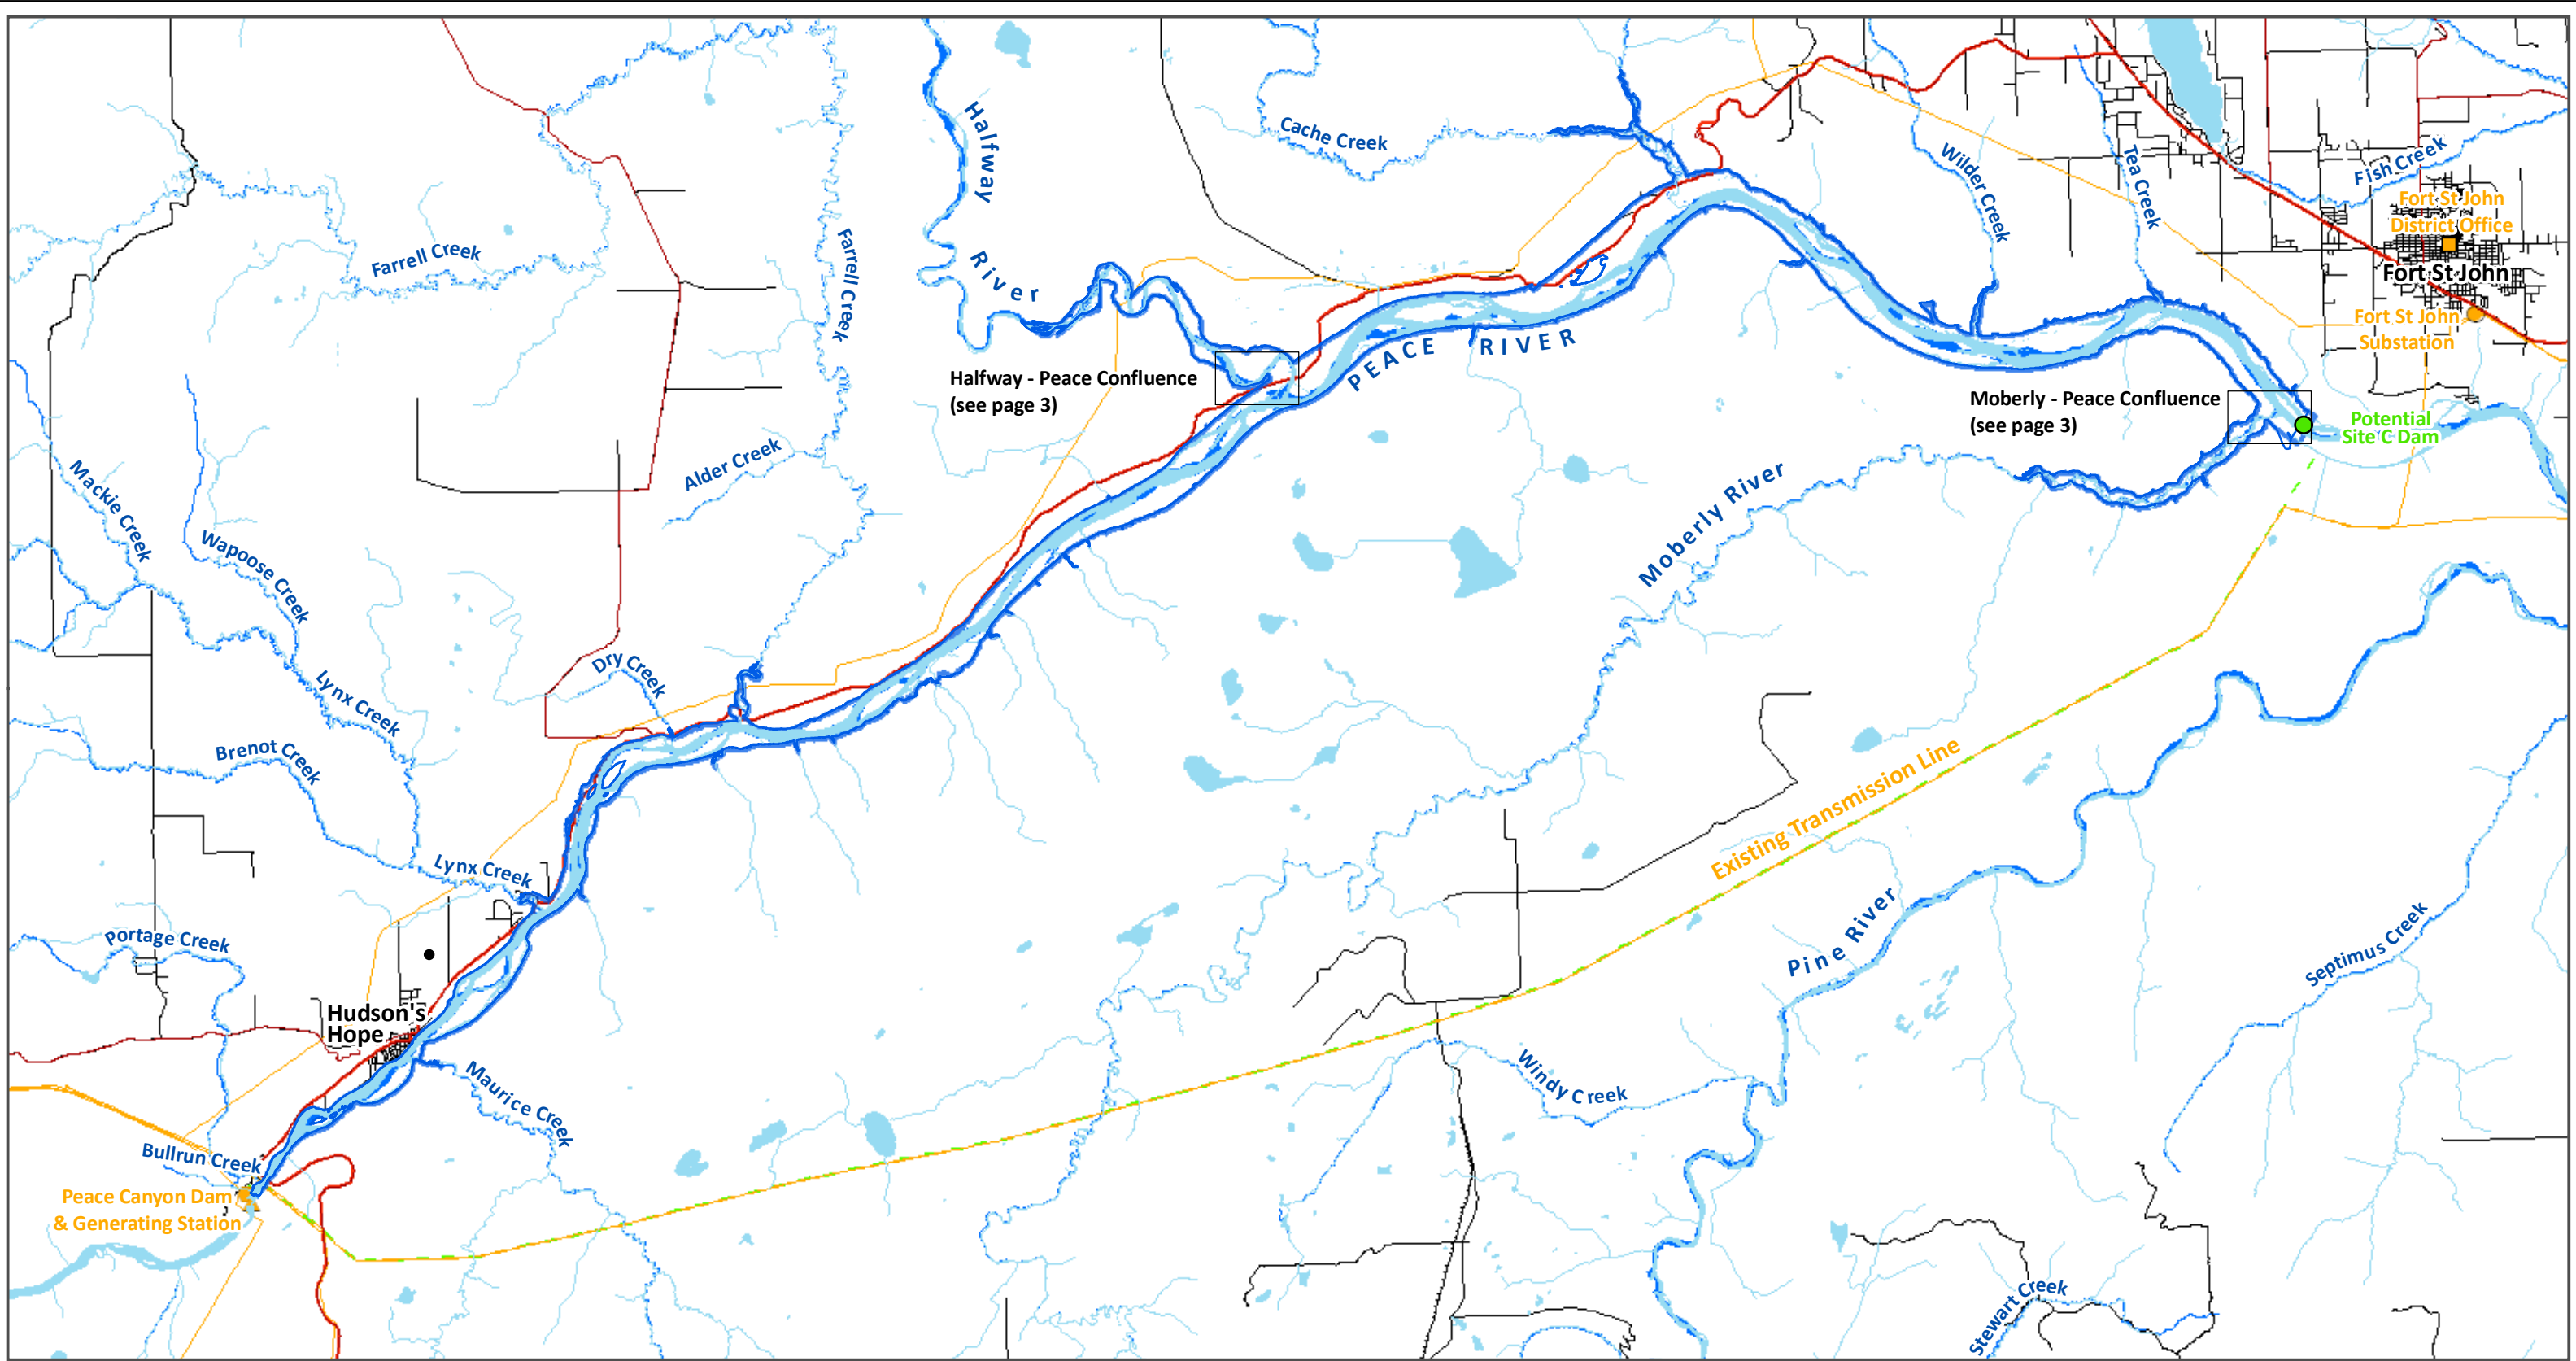 Halfway
River
Cache Creek
Wilder Creek
Tea Creek
Fish Creek
Fort St John
District Office
Fort St John
Fort St John
Substation
Farrell Creek
Farrell Creek
PEACE RIVER
Halfway - Peace Confluence
(see page 3)
Moberly - Peace Confluence
(see page 3)
Potential
Site C Dam
Alder Creek
Mackie Creek
Wapoose Creek
Moberly River
Dry Creek
Lynx Creek
Brenot Creek
Existing Transmission Line
Lynx Creek
Pine River
Septimus Creek
Portage Creek
Hudson's
Hope
Maurice Creek
Windy Creek
Bullrun Creek
Peace Canyon Dam
& Generating Station
Stewart Creek